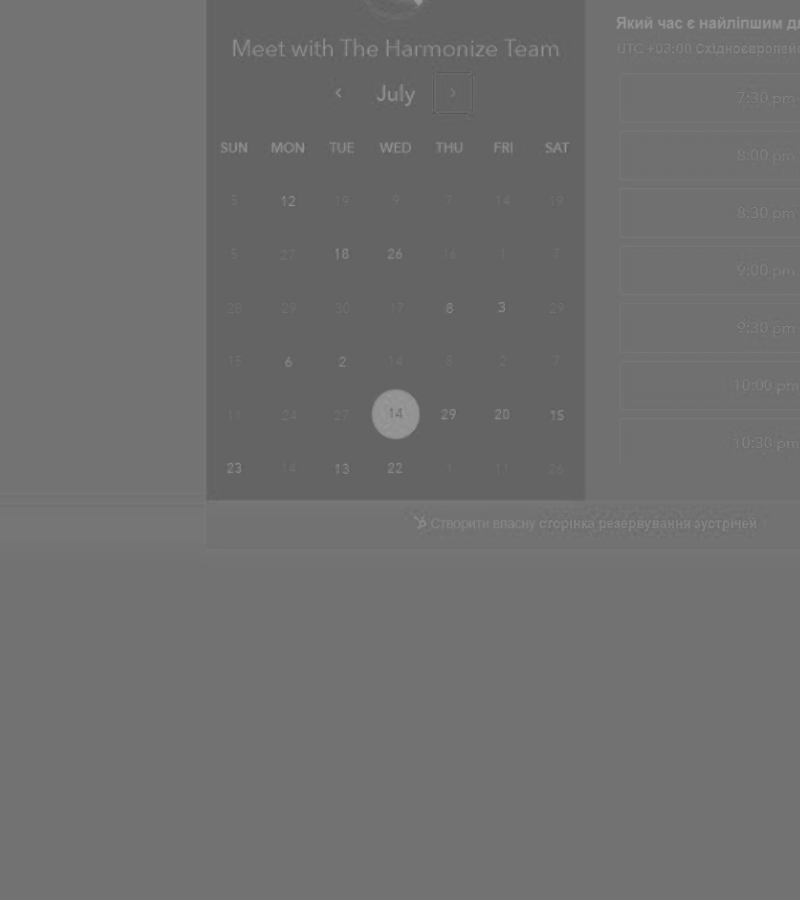 Meet with The Harmonize Team
‹ July ›
SUN MON TUE WED THU FRI SAT
5 12 19 9 7 14 19
5 27 18 26 16 1 7
28 29 30 17 8 3 29
15 6 2 14 8 2 7
11 24 27 14 29 20 15
23 14 13 22 1 11 26
Який час є найліпшим
UTC +03:00
7:30 pm
8:00 pm
8:30 pm
9:00 pm
9:30 pm
10:00 pm
10:30 pm
Створити власну сторінка резервування зустрічей